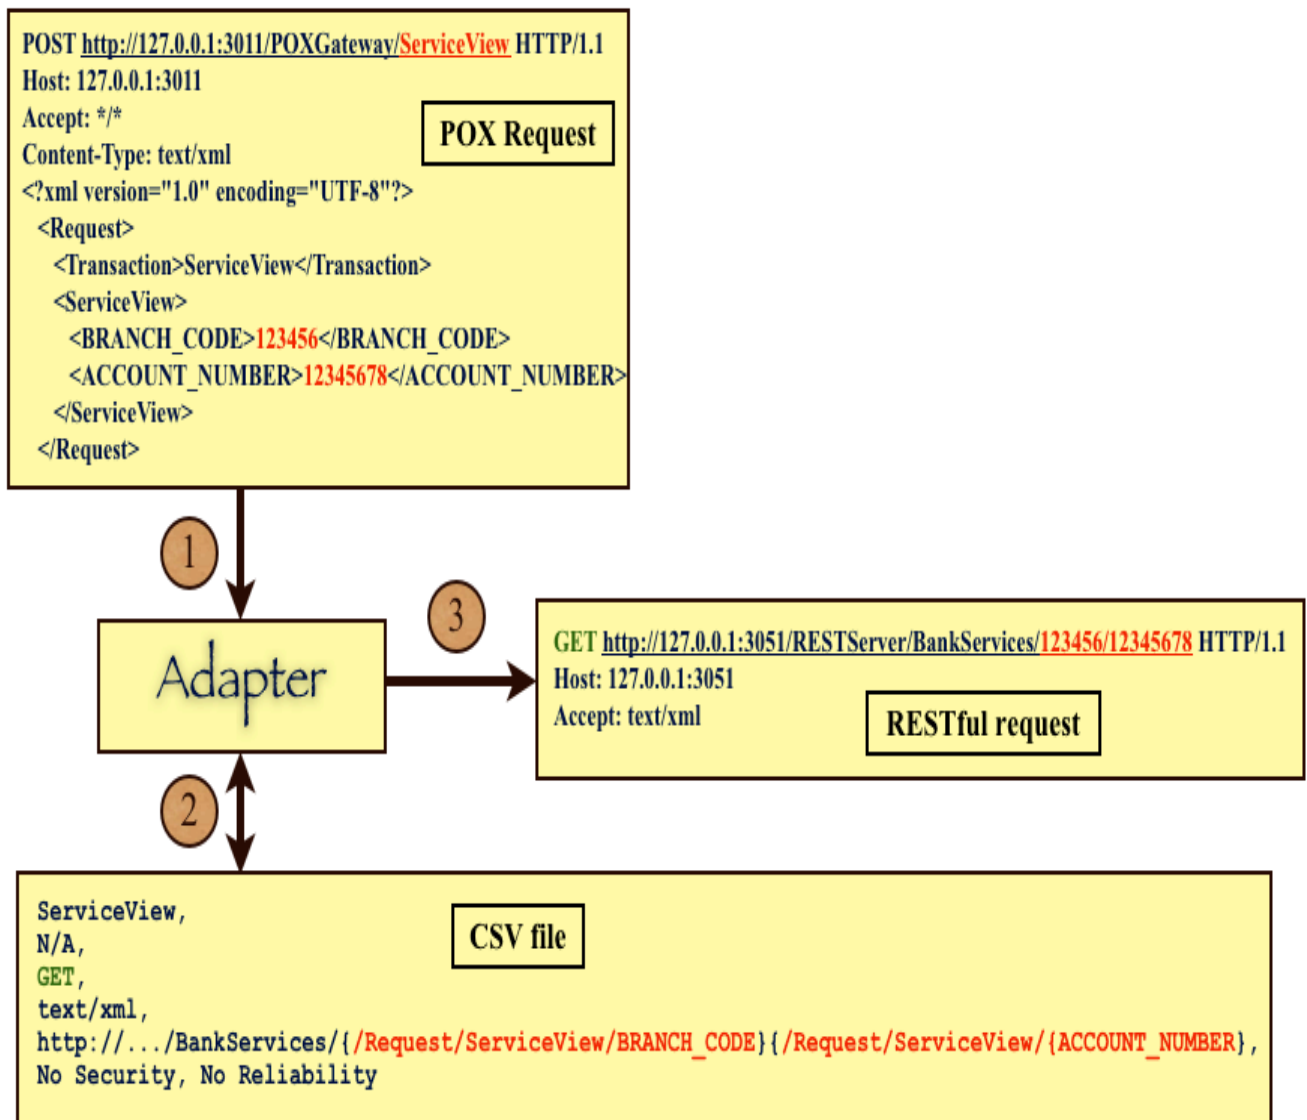 POST http://127.0.0.1:3011/POXGateway/ServiceView HTTP/1.1
Host: 127.0.0.1:3011
Accept: */*
POX Request
Content-Type: text/xml
<?xml version="1.0" encoding="UTF-8"?>
<Request>
<Transaction>ServiceView</Transaction>
<ServiceView>
<BRANCH_CODE>123456</BRANCH_CODE>
<ACCOUNT_NUMBER>12345678</ACCOUNT_NUMBER>
</ServiceView>
</Request>
1
3
Adapter
GET http://127.0.0.1:3051/RESTServer/BankServices/123456/12345678 HTTP/1.1
Host: 127.0.0.1:3051
Accept: text/xml
RESTful request
2
ServiceView,
CSV file
N/A,
GET,
text/xml,
http://.../BankServices/{/Request/ServiceView/BRANCH_CODE}{/Request/ServiceView/{ACCOUNT_NUMBER},
No Security, No Reliability